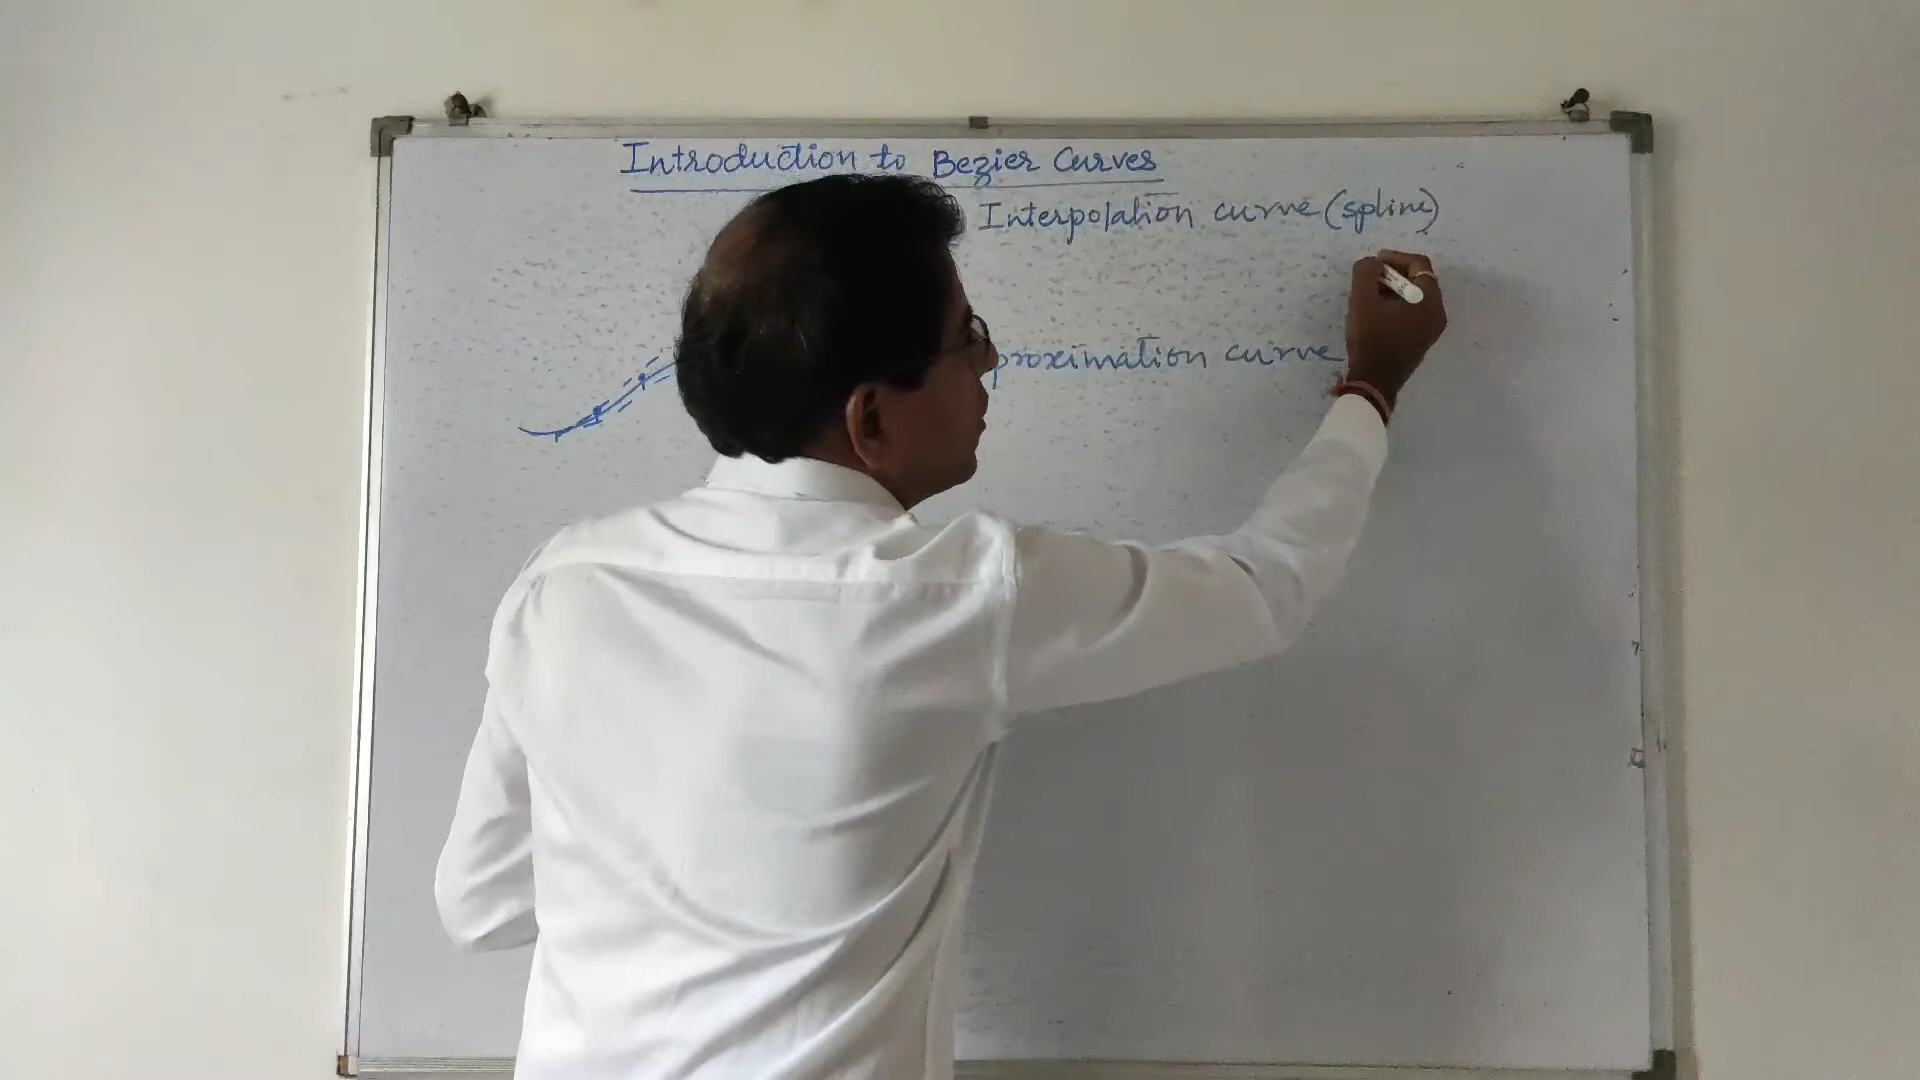 Introduction to Bezier Curves
Interpolation curve (spline)
proximation curve